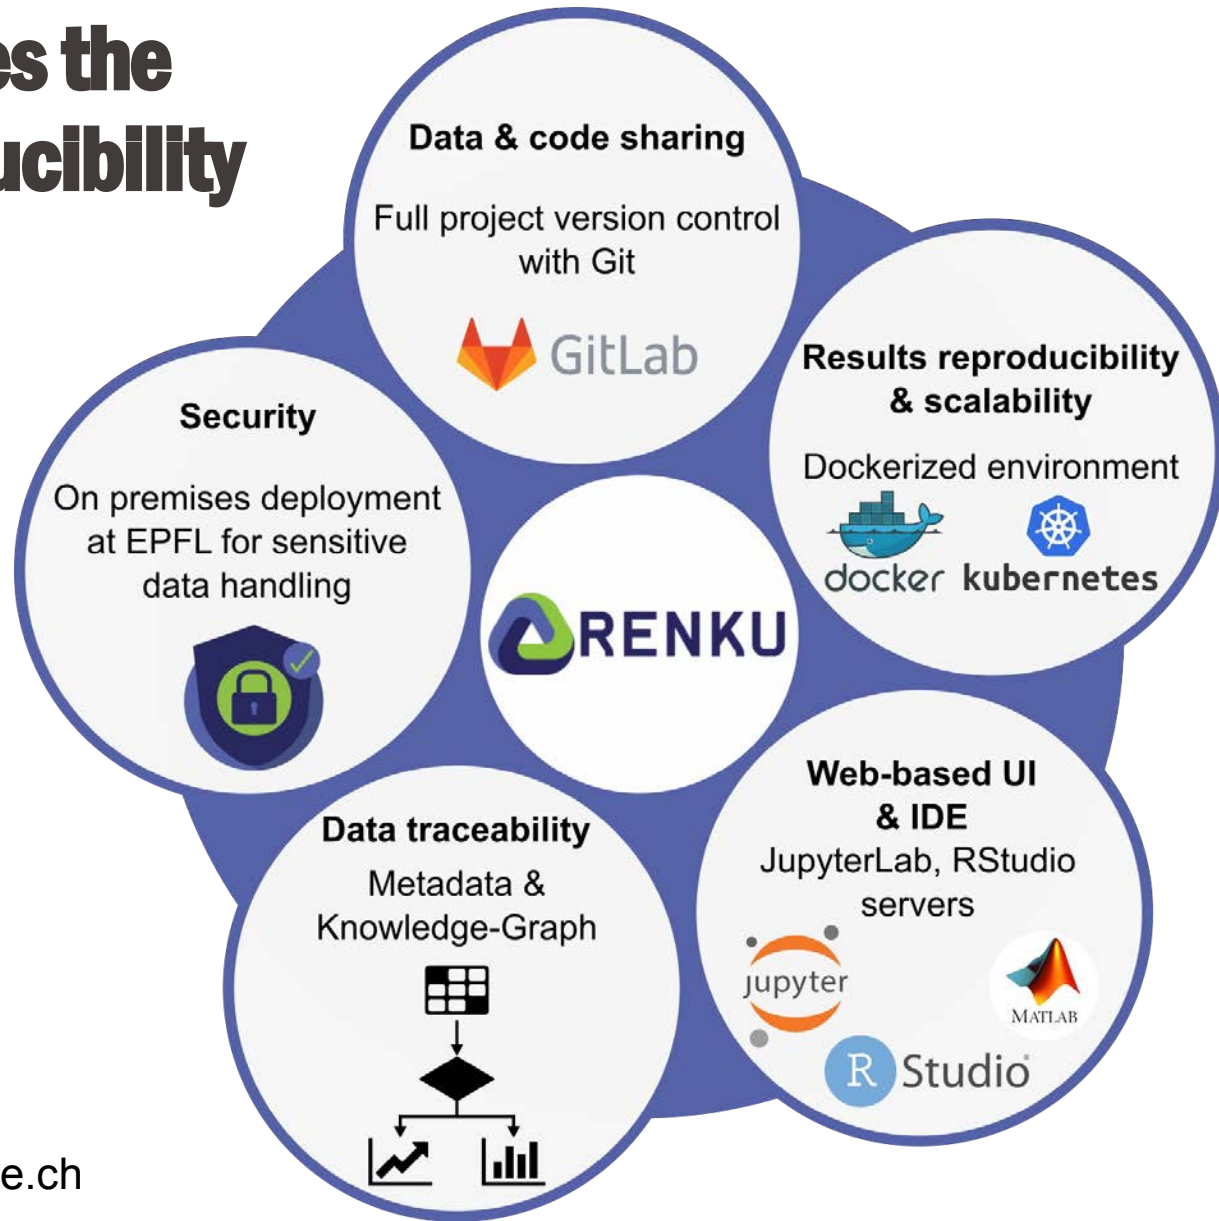 es the
ucibility
Data & code sharing
Full project version control
with Git
GitLab
Results reproducibility
& scalability
Dockerized environment
docker kubernetes
Security
On premises deployment
at EPFL for sensitive
data handling
RENKU
Web-based UI
& IDE
JupyterLab, RStudio
servers
jupyter
MATLAB
R Studio
Data traceability
Metadata &
Knowledge-Graph
e.ch